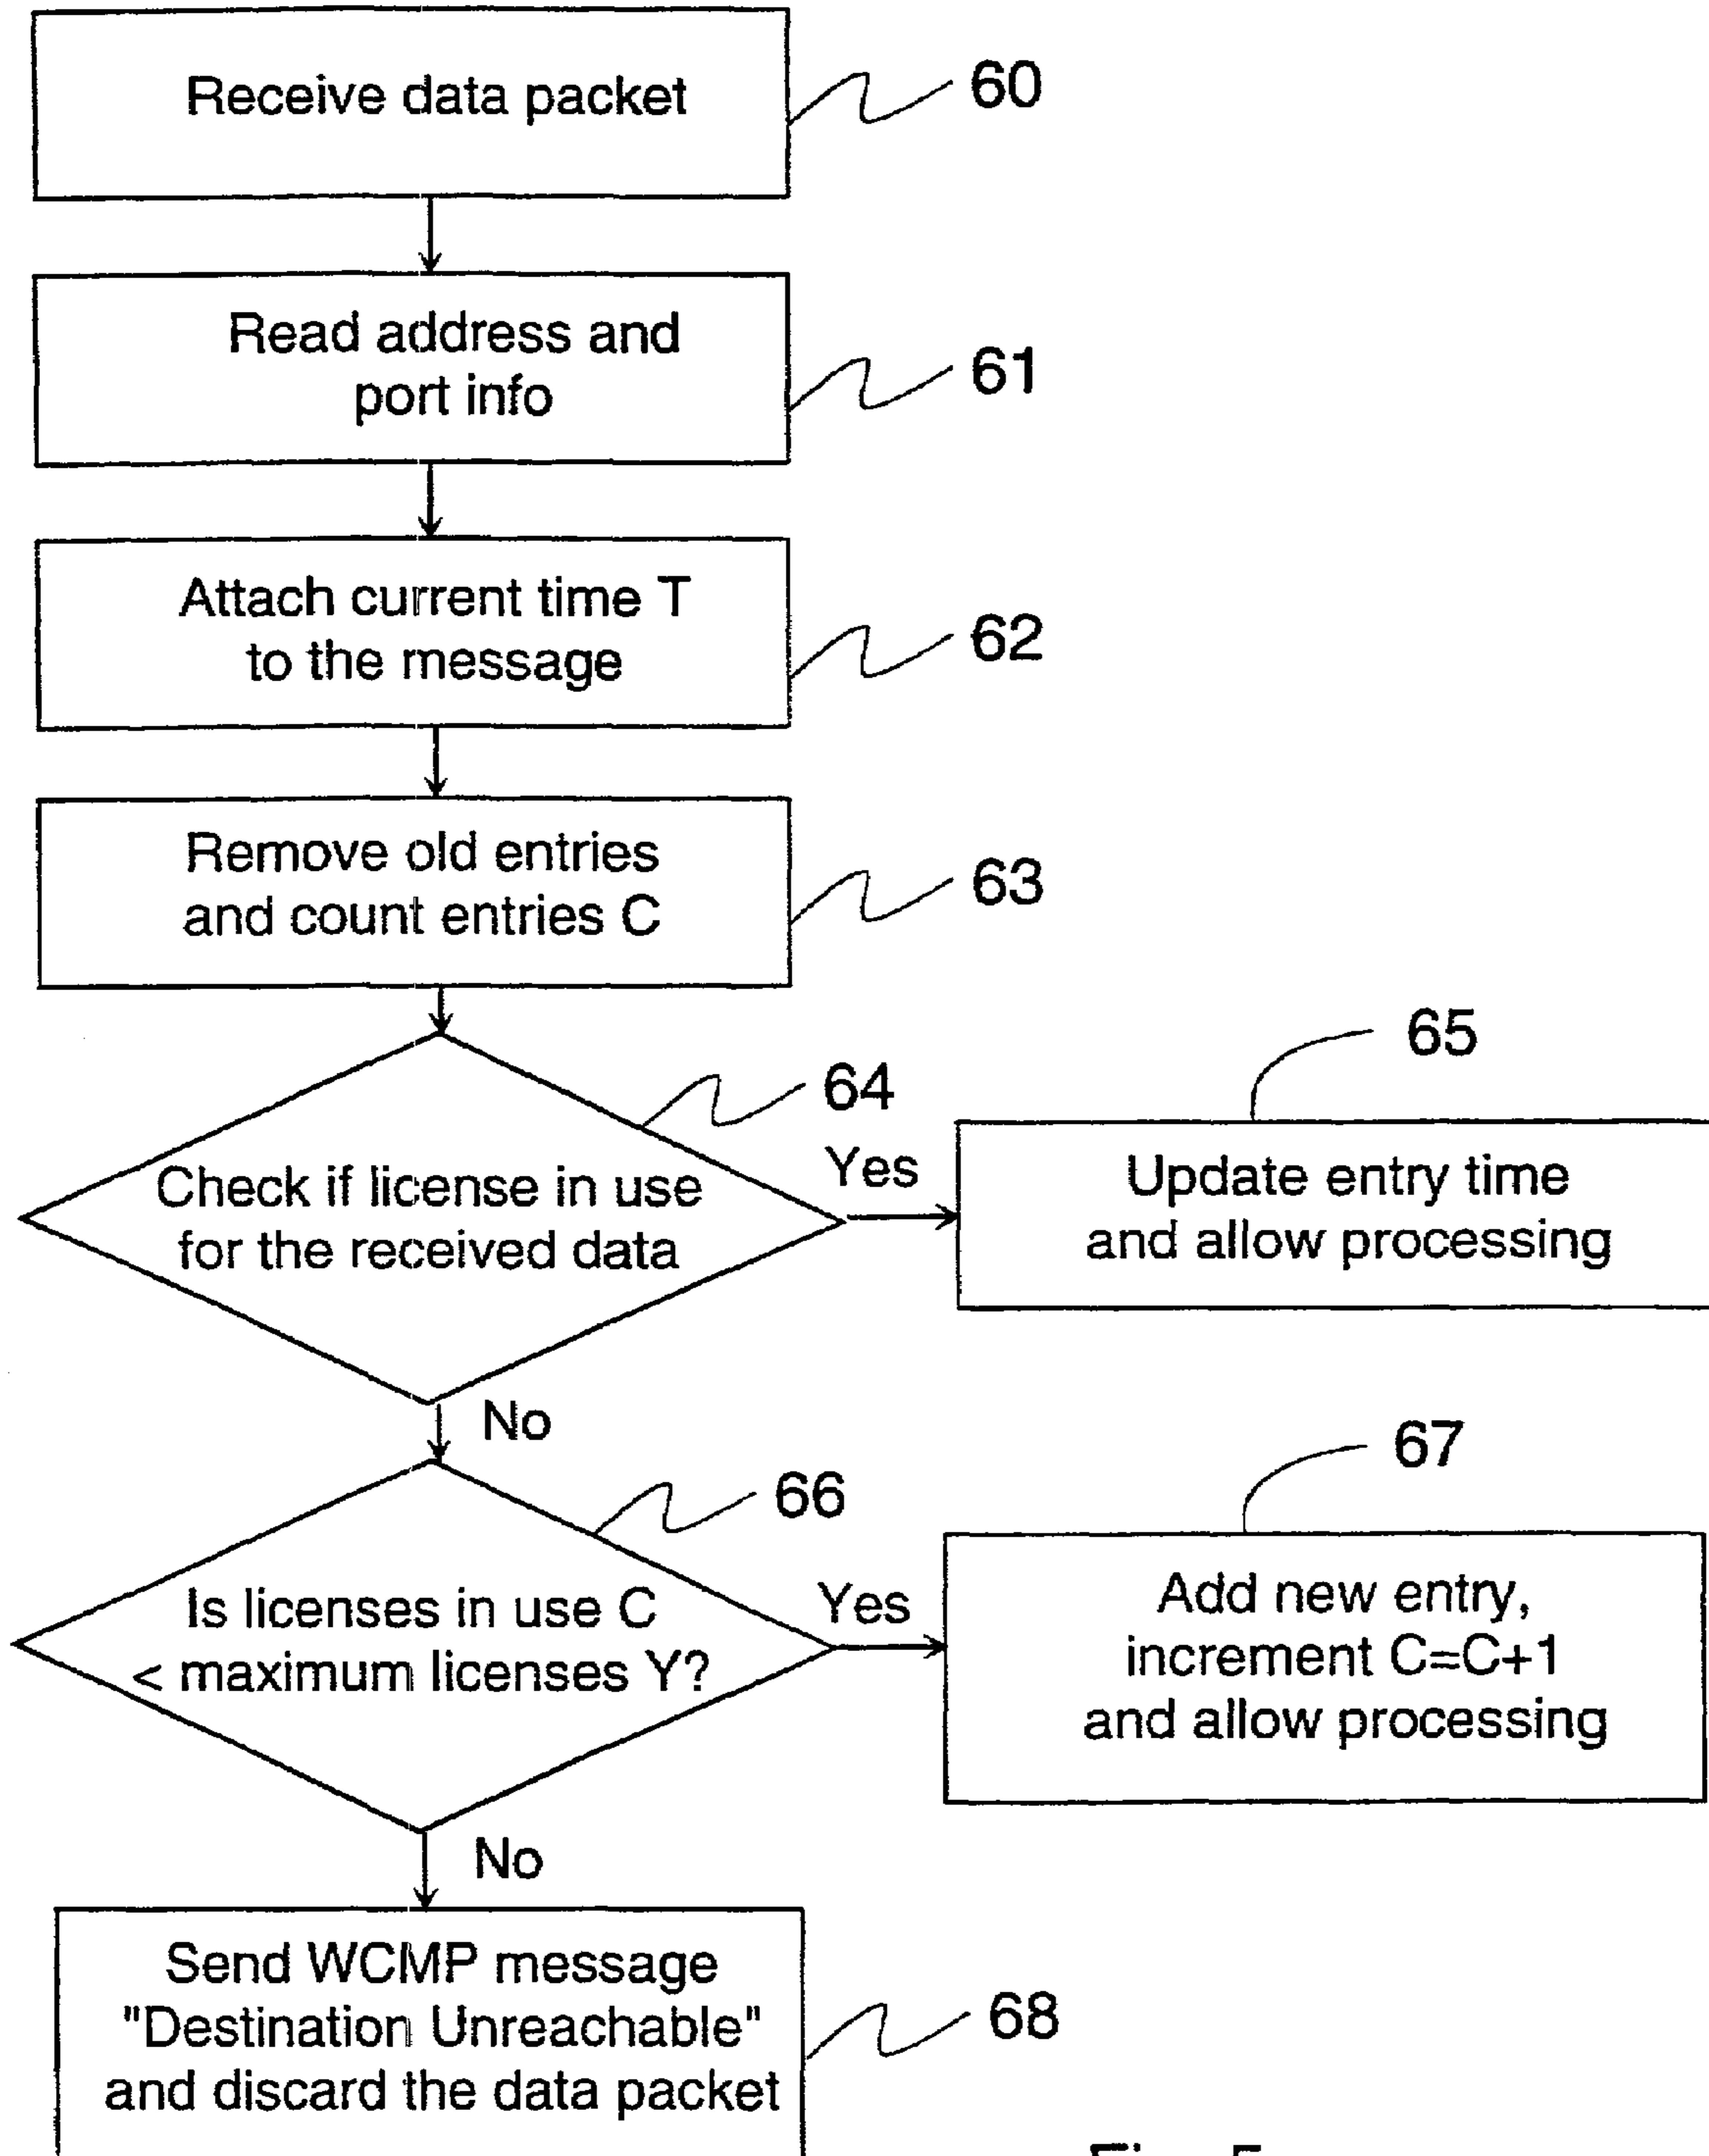 Receive data packet
60
Read address and
port info
61
Attach current time T
to the message
62
Remove old entries
and count entries C
63
64
Check if license in use
for the received data
Yes
65
Update entry time
and allow processing
No
66
Is licenses in use C
< maximum licenses Y?
Yes
67
Add new entry,
increment C=C+1
and allow processing
No
Send WCMP message
"Destination Unreachable"
and discard the data packet
68